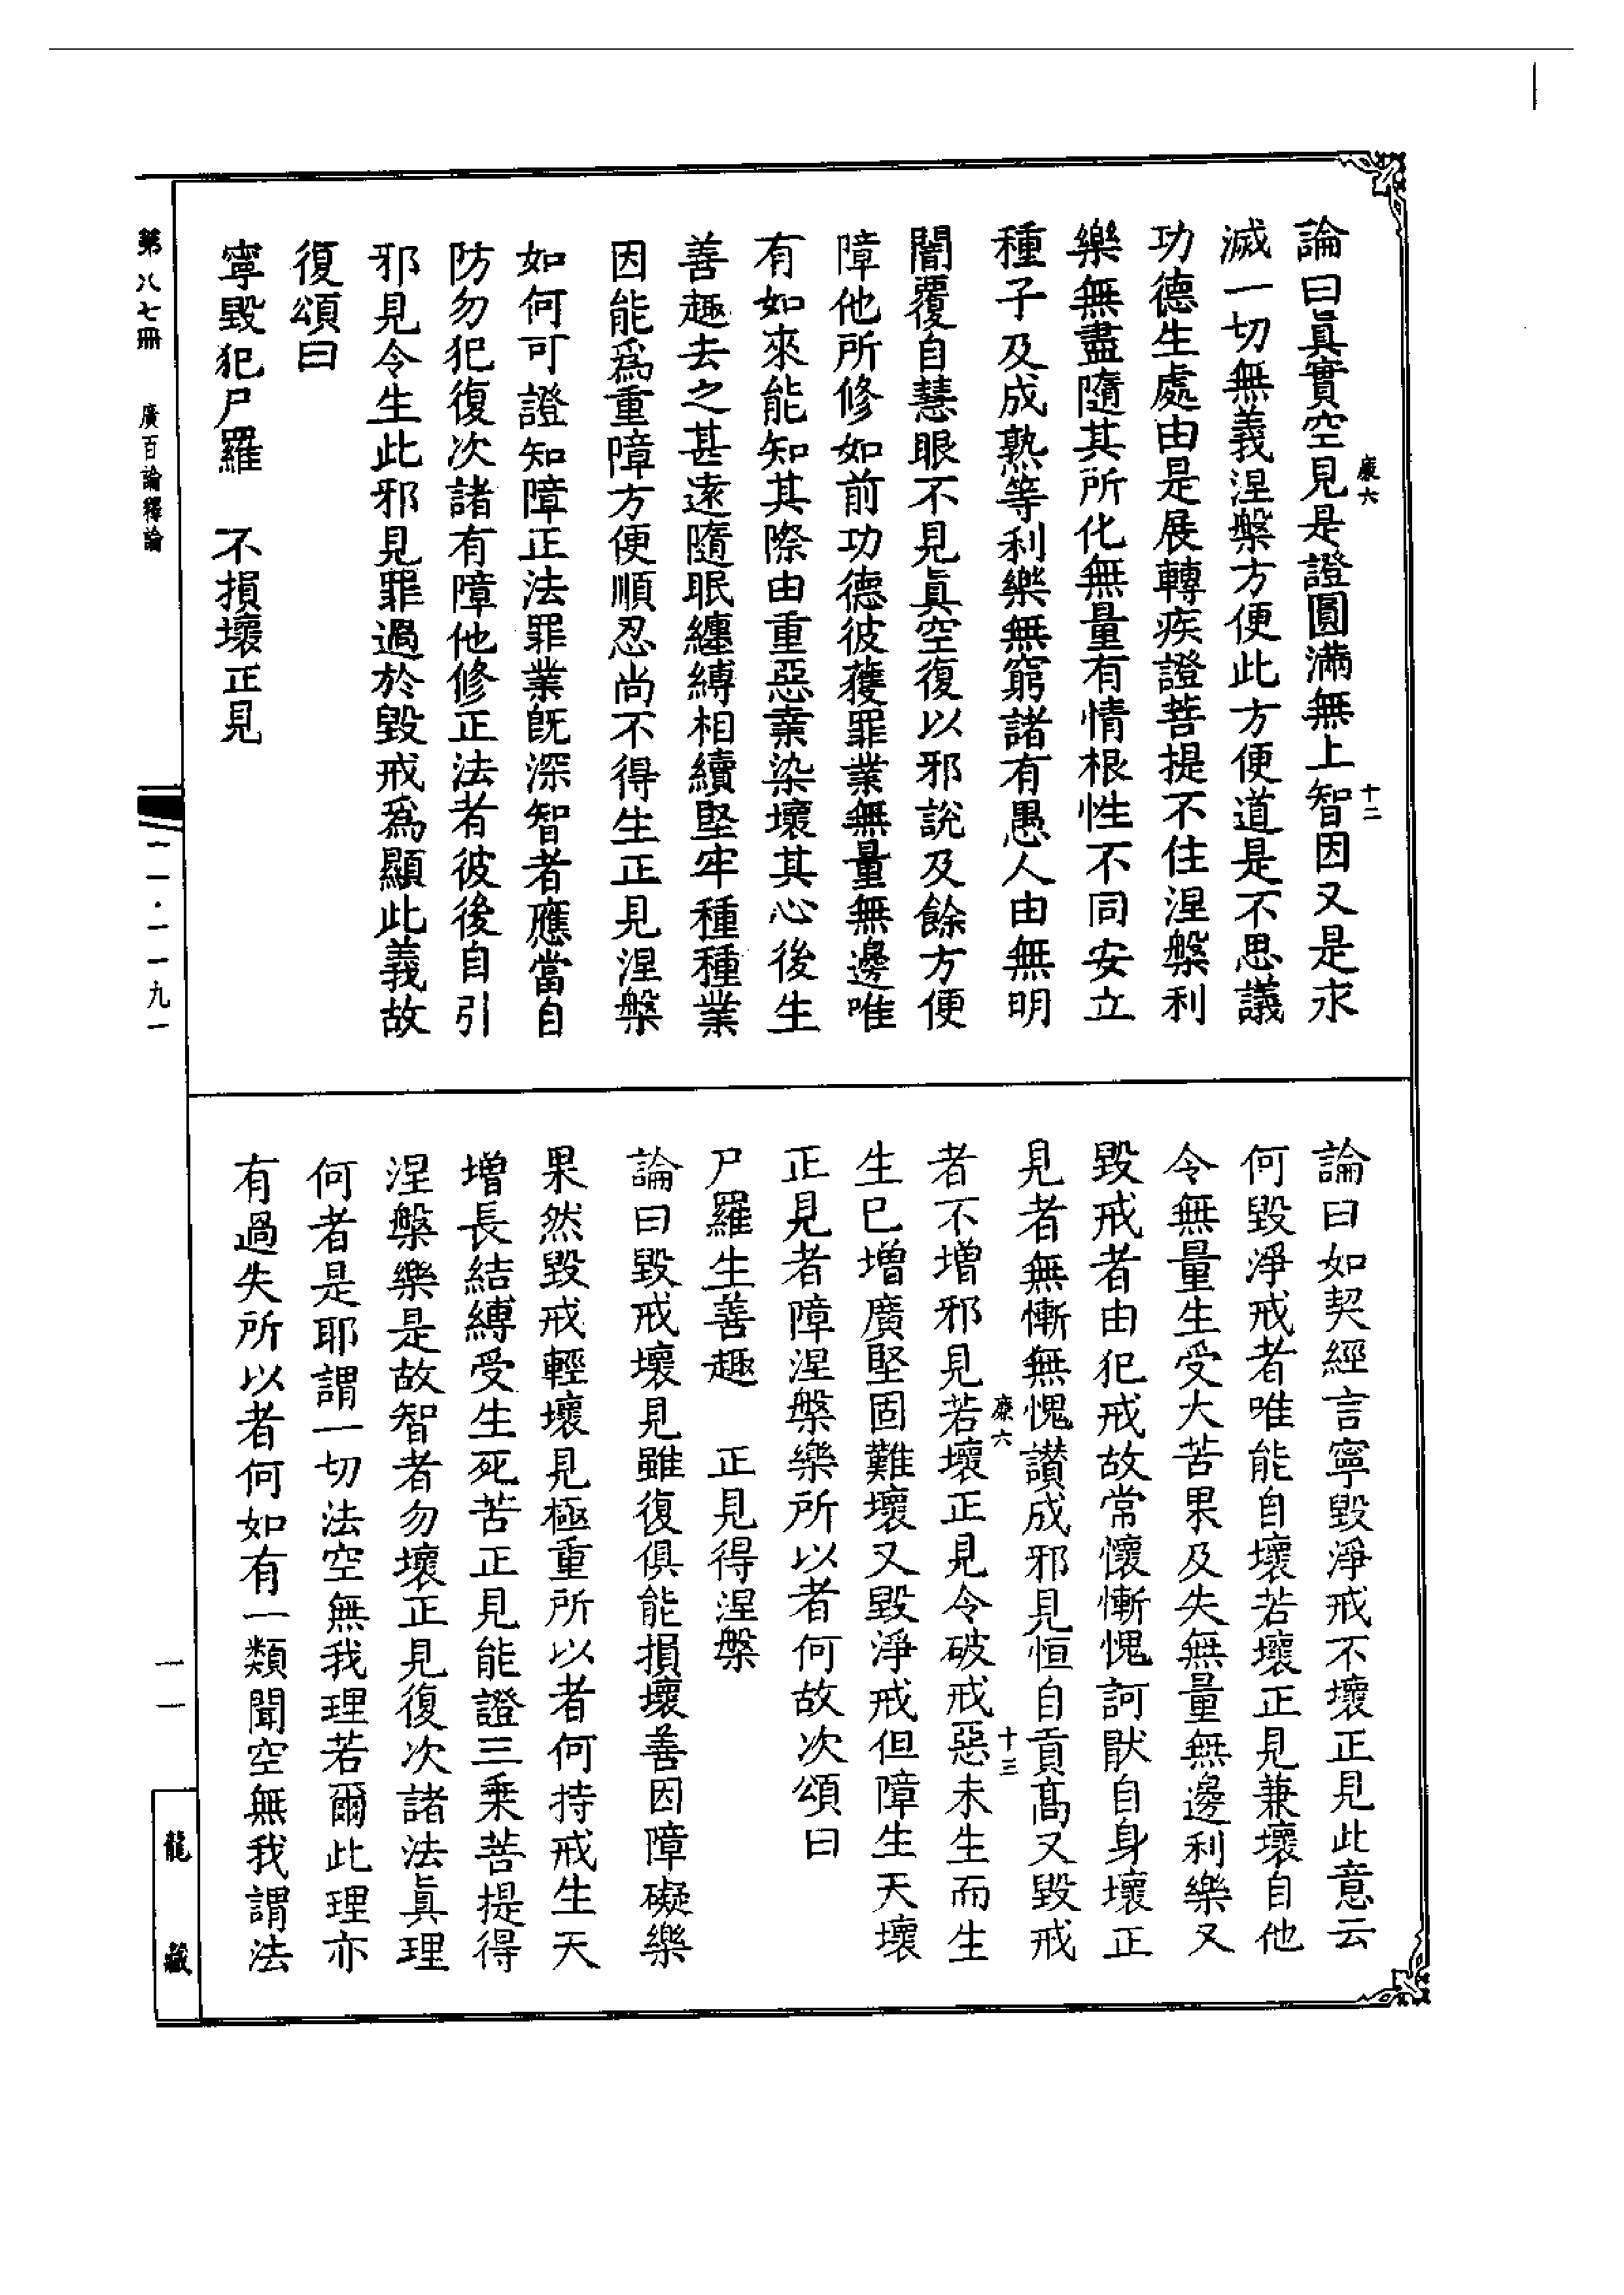 論曰眞實空見是證圓滿無上智因又是永
滅一切無義涅槃方便此方便道是不思議
功德生處由是展轉疾證菩提不住涅槃利
樂無盡隨其所化無量有情根性不同安立
種子及成熟等利樂無窮諸有愚人由無明
闇覆自慧眼不見眞空復以邪說及餘方便
障他所修如前功德彼獲罪業無量無邊唯
有如來能知其際由重惡業染壞其心後生
善趣去之甚遠隨眠纏縛相續堅牢種種業
因能爲重障方便順忍尚不得生正見涅槃
如何可證知障正法罪業旣深智者應當自
防勿犯復次諸有障他修正法者彼後自引
邪見令生此邪見罪過於毀戒爲顯此義故
復頌曰
寧毀犯尸羅　不損壞正見
十二
論曰如契經言寧毀淨戒不壞正見此意云
何毀淨戒者唯能自壞若壞正見兼壞自他
令無量生受大苦果及失無量無邊利樂又
毀戒者由犯戒故常懷慚愧訶猒自身壞正
見者無慚無愧讃成邪見恒自貢高又毀戒
者不增邪見若壞正見令破戒惡未生而生
生已增廣堅固難壞又毀淨戒但障生天壞
正見者障涅槃樂所以者何故次頌曰
尸羅生善趣　正見得涅槃
論曰毀戒壞見雖復俱能損壞善因障礙樂
果然毀戒輕壞見極重所以者何持戒生天
增長結縛受生死苦正見能證三乘菩提得
涅槃樂是故智者勿壞正見復次諸法眞理
何者是耶謂一切法空無我理若爾此理亦
有過失所以者何如有一類聞空無我謂法
十三
第八七冊　廣百論釋論
一一·一一九一
一一
龍藏